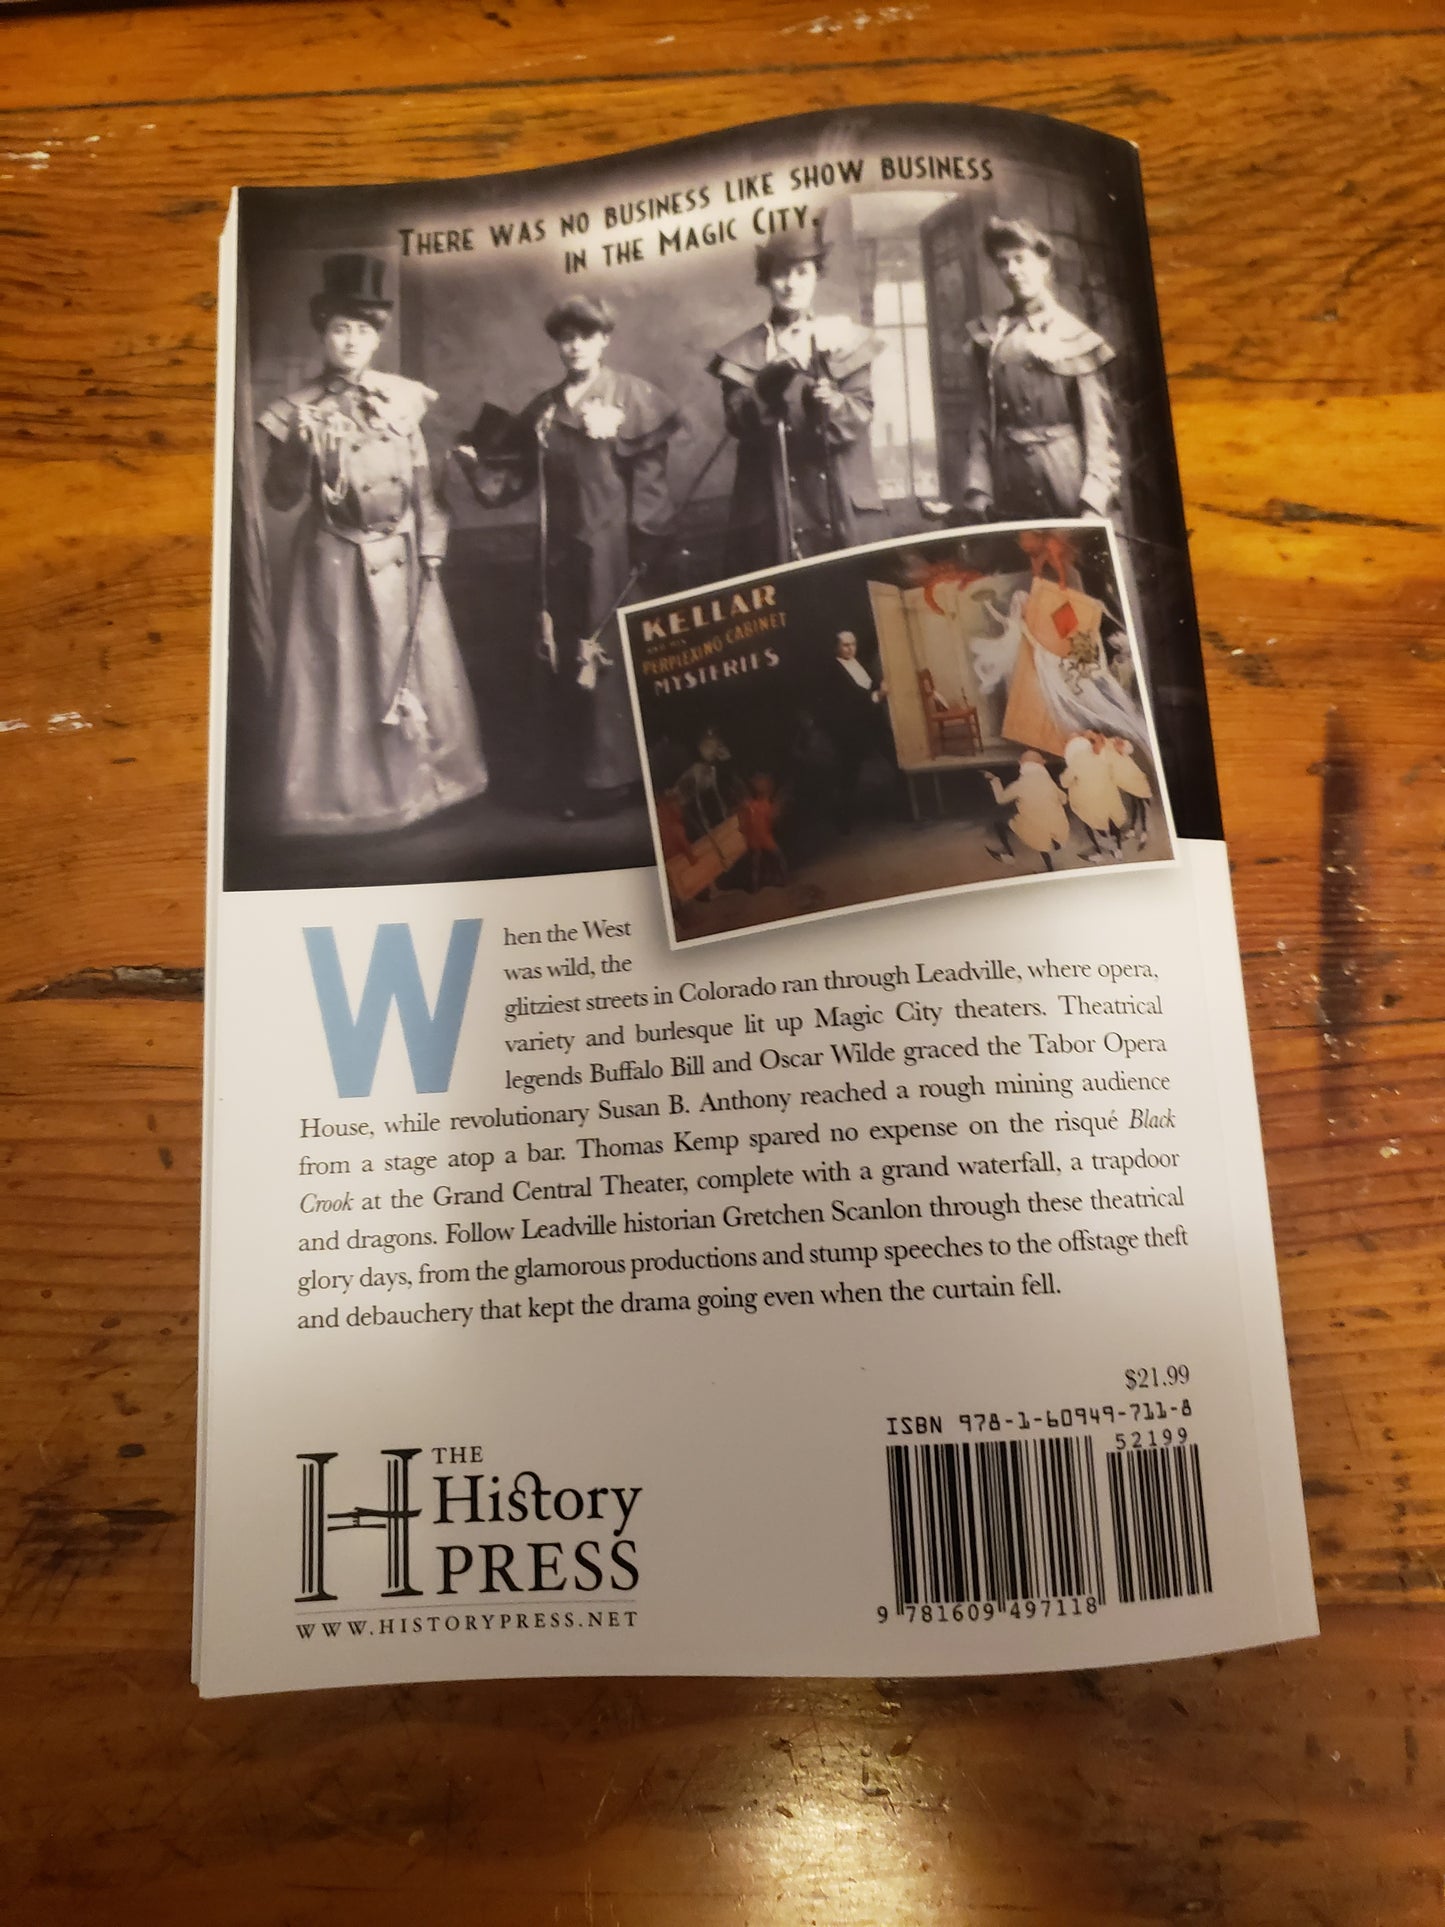 THERE WAS NO BUSINESS LIKE SHOW BUSINESS
IN THE MAGIC CITY.
KELLAR
AND HIS
PERPLEXING CABINET
MYSTERIES
When the West
was wild, the
glitziest streets in Colorado ran through Leadville, where opera,
variety and burlesque lit up Magic City theaters. Theatrical
legends Buffalo Bill and Oscar Wilde graced the Tabor Opera
House, while revolutionary Susan B. Anthony reached a rough mining audience
from a stage atop a bar. Thomas Kemp spared no expense on the risqué Black
Crook at the Grand Central Theater, complete with a grand waterfall, a trapdoor
and dragons. Follow Leadville historian Gretchen Scanlon through these theatrical
glory days, from the glamorous productions and stump speeches to the offstage theft
and debauchery that kept the drama going even when the curtain fell.
$21.99
ISBN 978-1-60949-711-8
52199
9 781609 497118
H THE
History
PRESS
WWW.HISTORYPRESS.NET